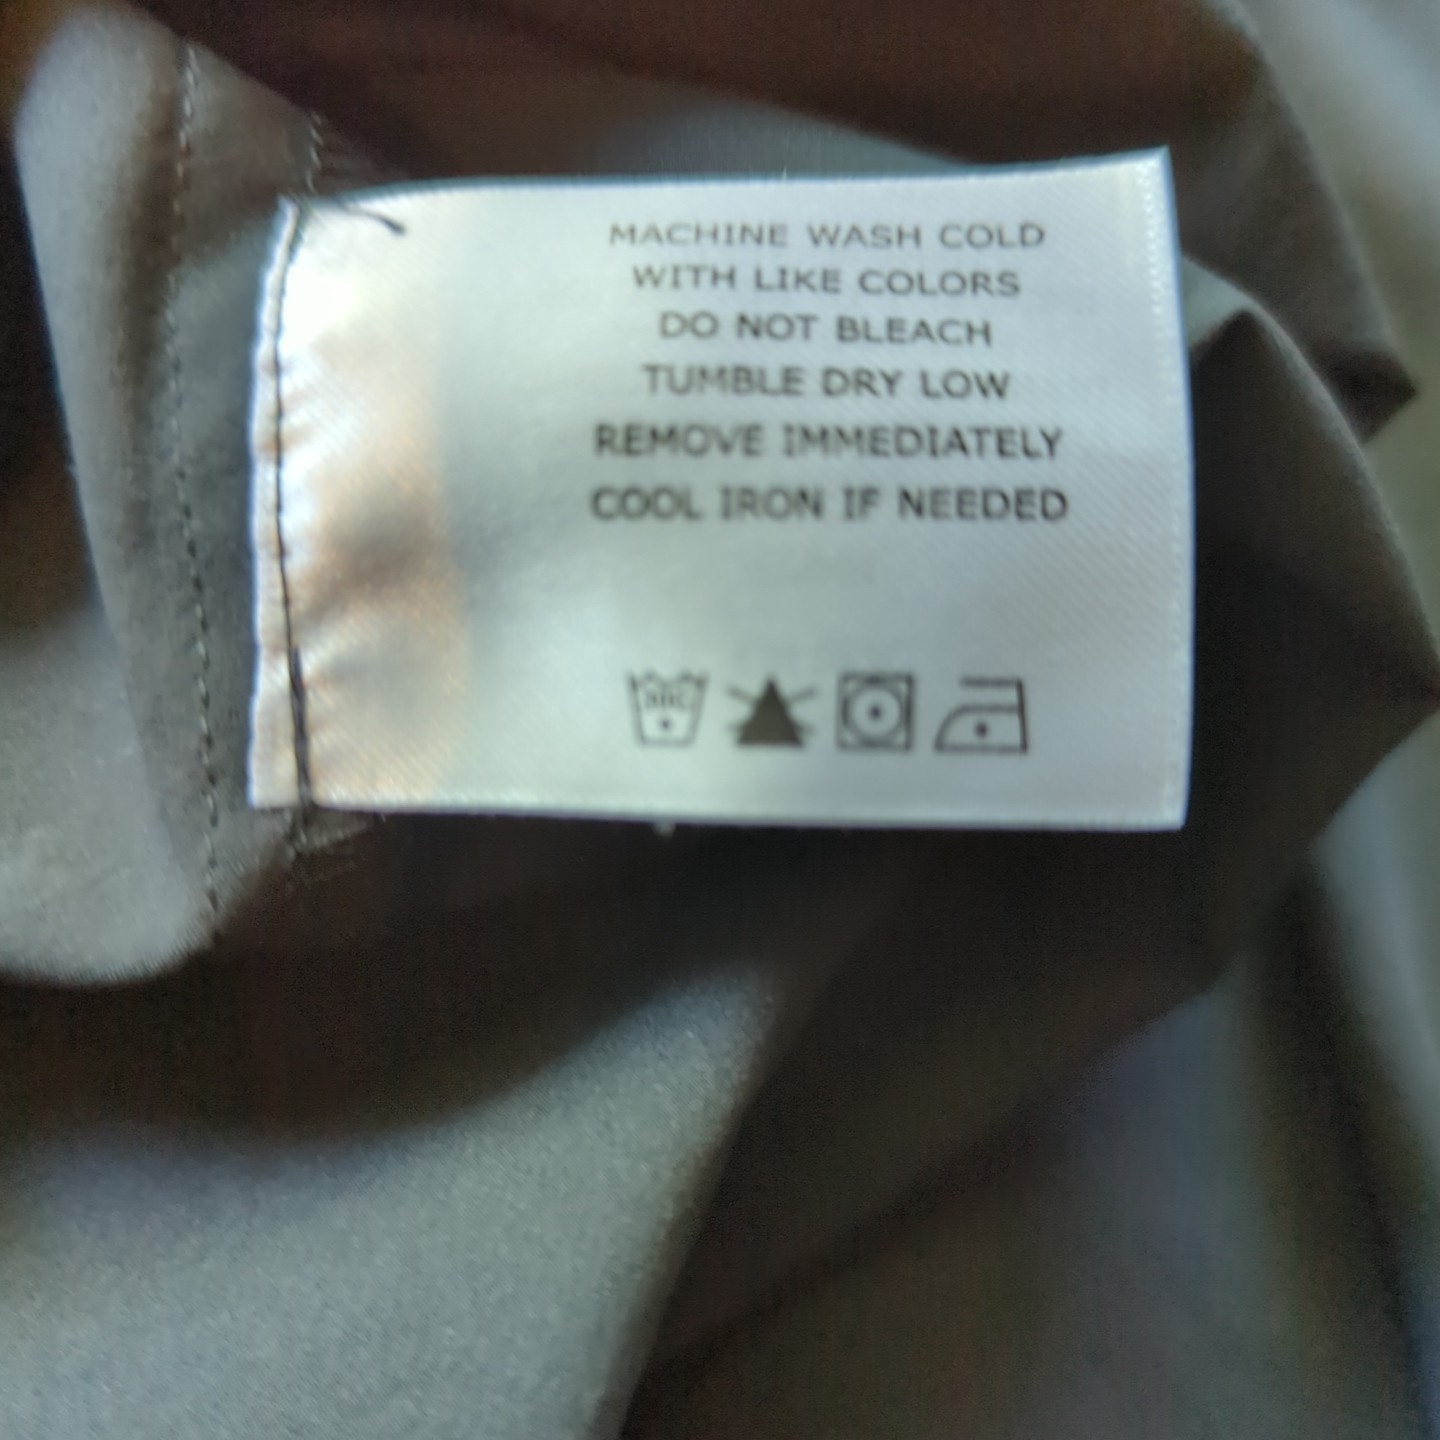 MACHINE WASH COLD
WITH LIKE COLORS
DO NOT BLEACH
TUMBLE DRY LOW
REMOVE IMMEDIATELY
COOL IRON IF NEEDED